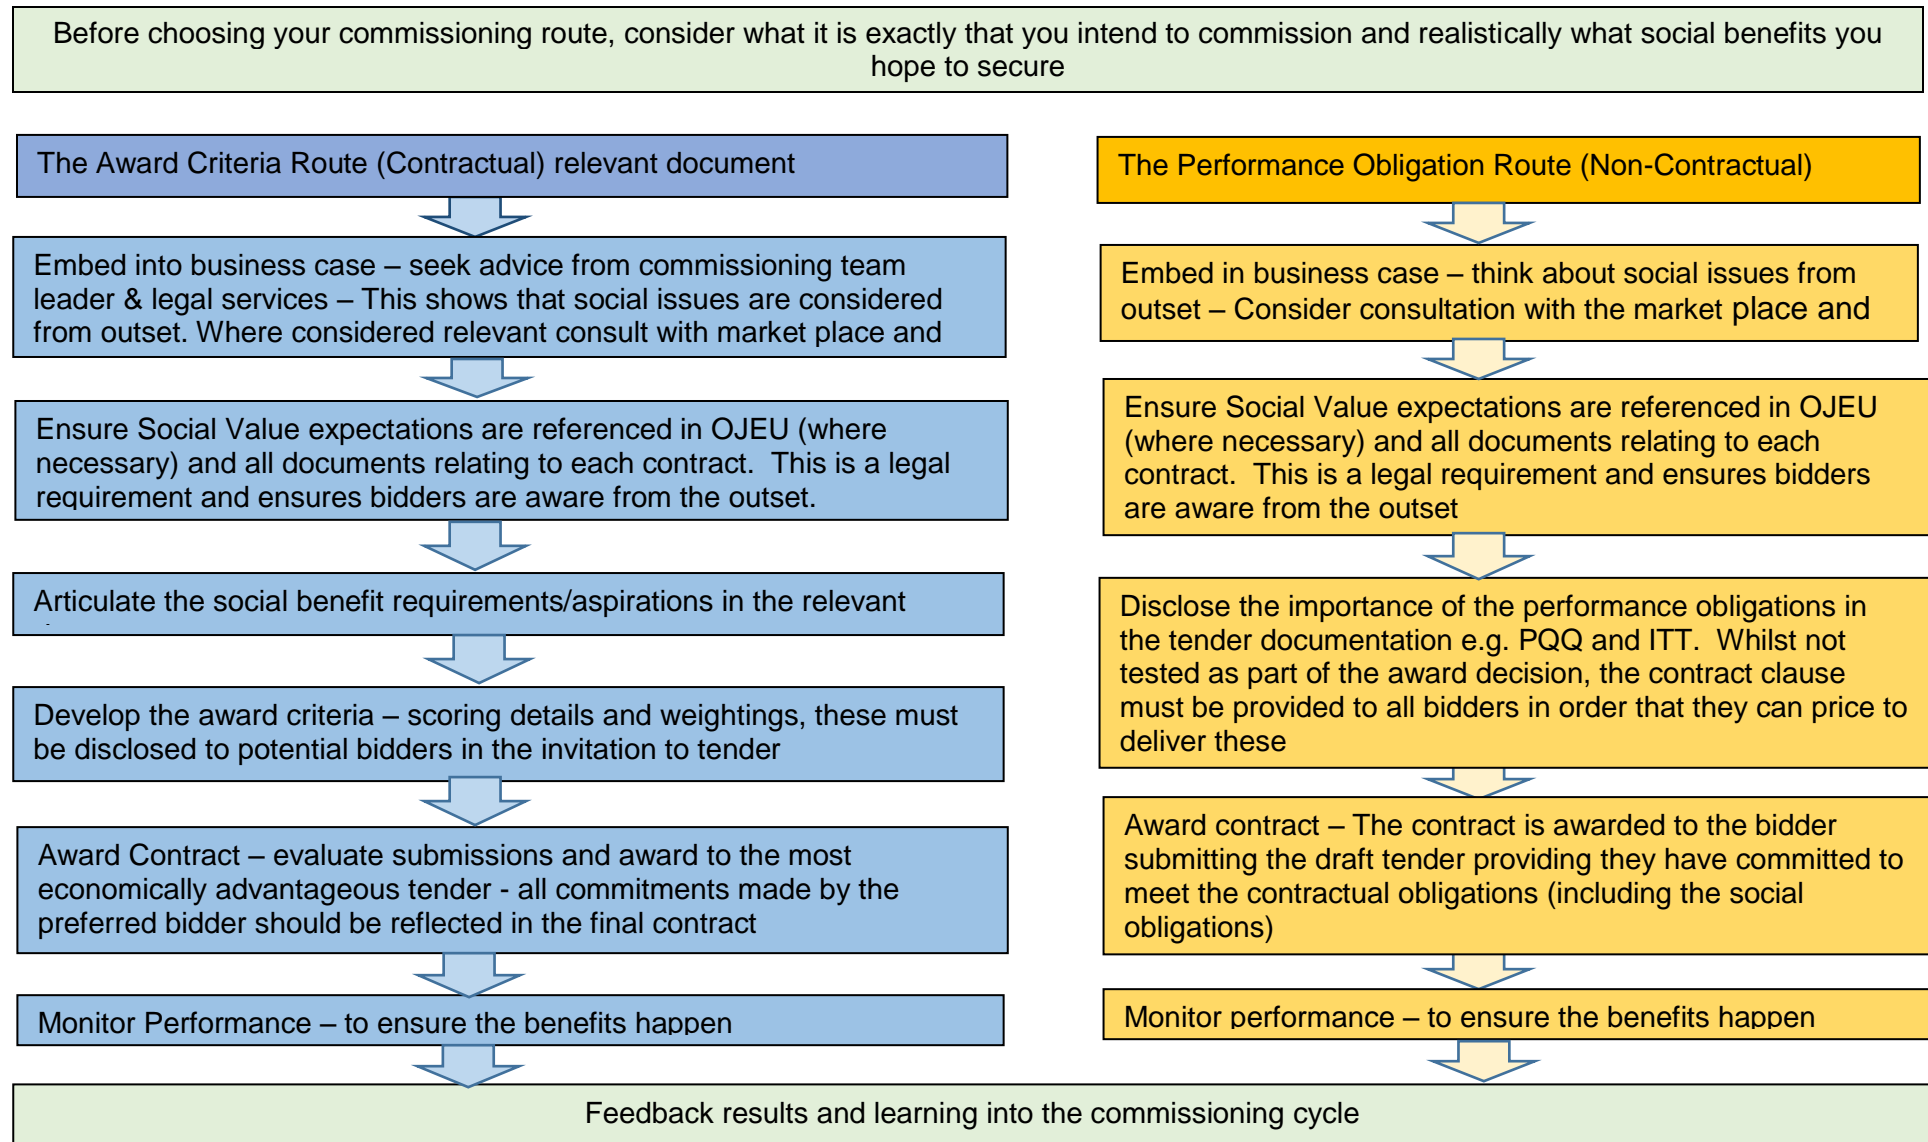 Before choosing your commissioning route, consider what it is exactly that you intend to commission and realistically what social benefits you
hope to secure
The Award Criteria Route (Contractual) relevant document
Embed into business case – seek advice from commissioning team
leader & legal services – This shows that social issues are considered
from outset. Where considered relevant consult with market place and
Ensure Social Value expectations are referenced in OJEU (where
necessary) and all documents relating to each contract.  This is a legal
requirement and ensures bidders are aware from the outset.
Articulate the social benefit requirements/aspirations in the relevant
Develop the award criteria – scoring details and weightings, these must
be disclosed to potential bidders in the invitation to tender
Award Contract – evaluate submissions and award to the most
economically advantageous tender - all commitments made by the
preferred bidder should be reflected in the final contract
Monitor Performance – to ensure the benefits happen
The Performance Obligation Route (Non-Contractual)
Embed in business case – think about social issues from
outset – Consider consultation with the market place and
Ensure Social Value expectations are referenced in OJEU
(where necessary) and all documents relating to each
contract.  This is a legal requirement and ensures bidders
are aware from the outset
Disclose the importance of the performance obligations in
the tender documentation e.g. PQQ and ITT.  Whilst not
tested as part of the award decision, the contract clause
must be provided to all bidders in order that they can price to
deliver these
Award contract – The contract is awarded to the bidder
submitting the draft tender providing they have committed to
meet the contractual obligations (including the social
obligations)
Monitor performance – to ensure the benefits happen
Feedback results and learning into the commissioning cycle